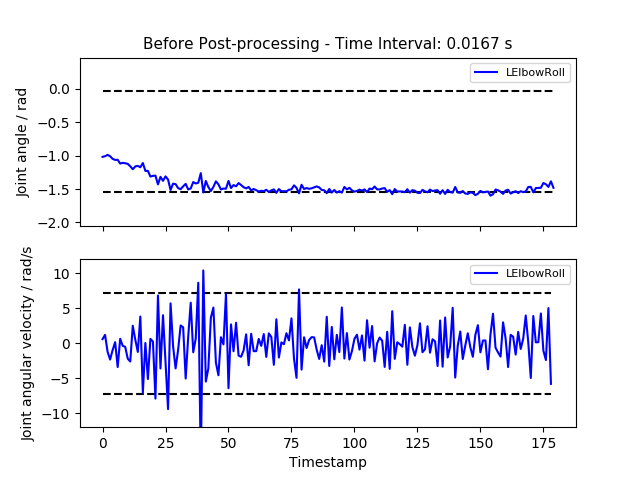 Before Post-processing - Time Interval: 0.0167 s
Joint angle / rad
0.0
−0.5
−1.0
−1.5
−2.0
LElbowRoll
Joint angular velocity / rad/s
10
5
0
−5
−10
LElbowRoll
0 25 50 75 100 125 150 175
Timestamp